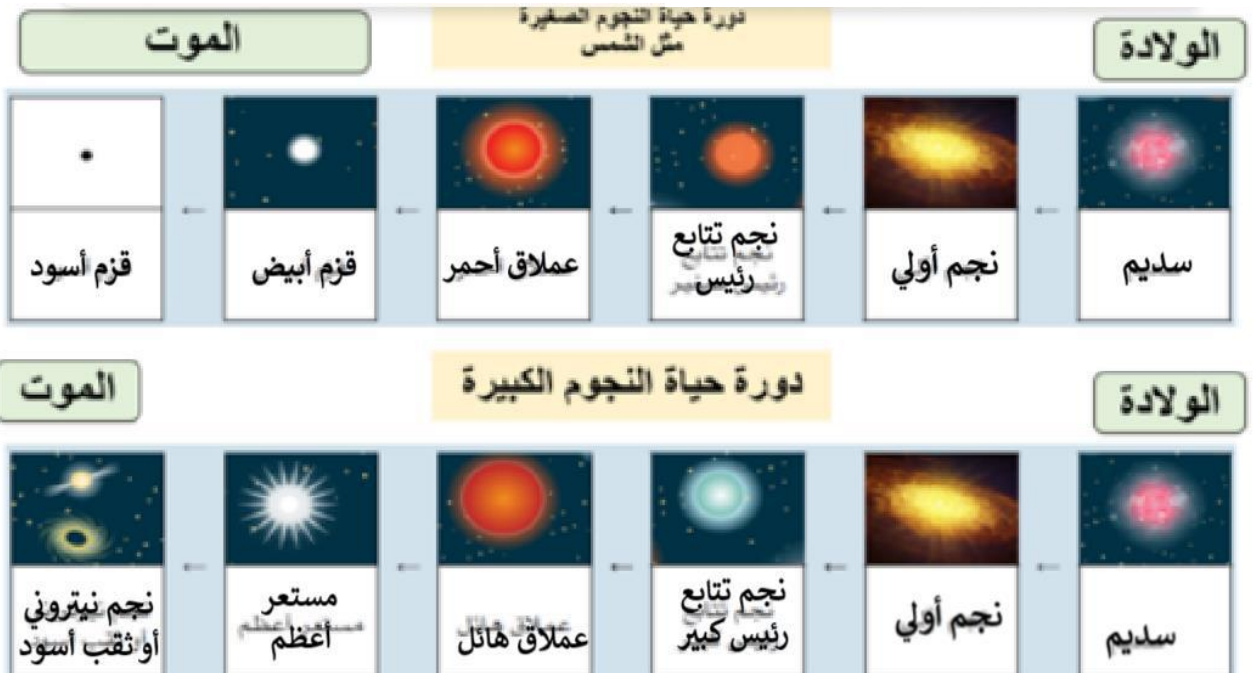 دورة حياة النجوم الصغيرة
مثل الشمس
الولادة
الموت
سديم
نجم أولي
نجم تتابع
رئيس
عملاق أحمر
قزم أبيض
قزم أسود
دورة حياة النجوم الكبيرة
الولادة
الموت
سديم
نجم أولي
نجم تتابع
رئيس كبير
عملاق هائل
مستعر
أعظم
نجم نيتروني
أو ثقب أسود